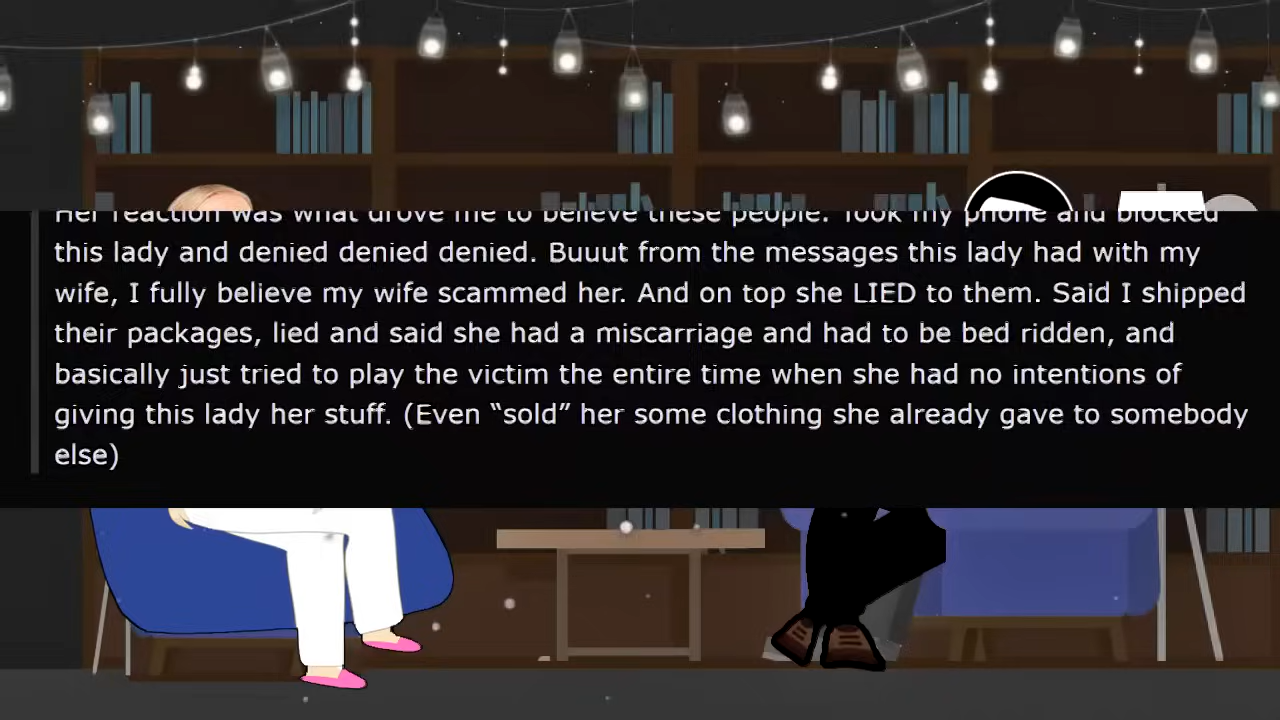 Her reaction was what drove me to believe these people. Took my phone and blocked
this lady and denied denied denied. Buuut from the messages this lady had with my
wife, I fully believe my wife scammed her. And on top she LIED to them. Said I shipped
their packages, lied and said she had a miscarriage and had to be bed ridden, and
basically just tried to play the victim the entire time when she had no intentions of
giving this lady her stuff. (Even “sold” her some clothing she already gave to somebody
else)